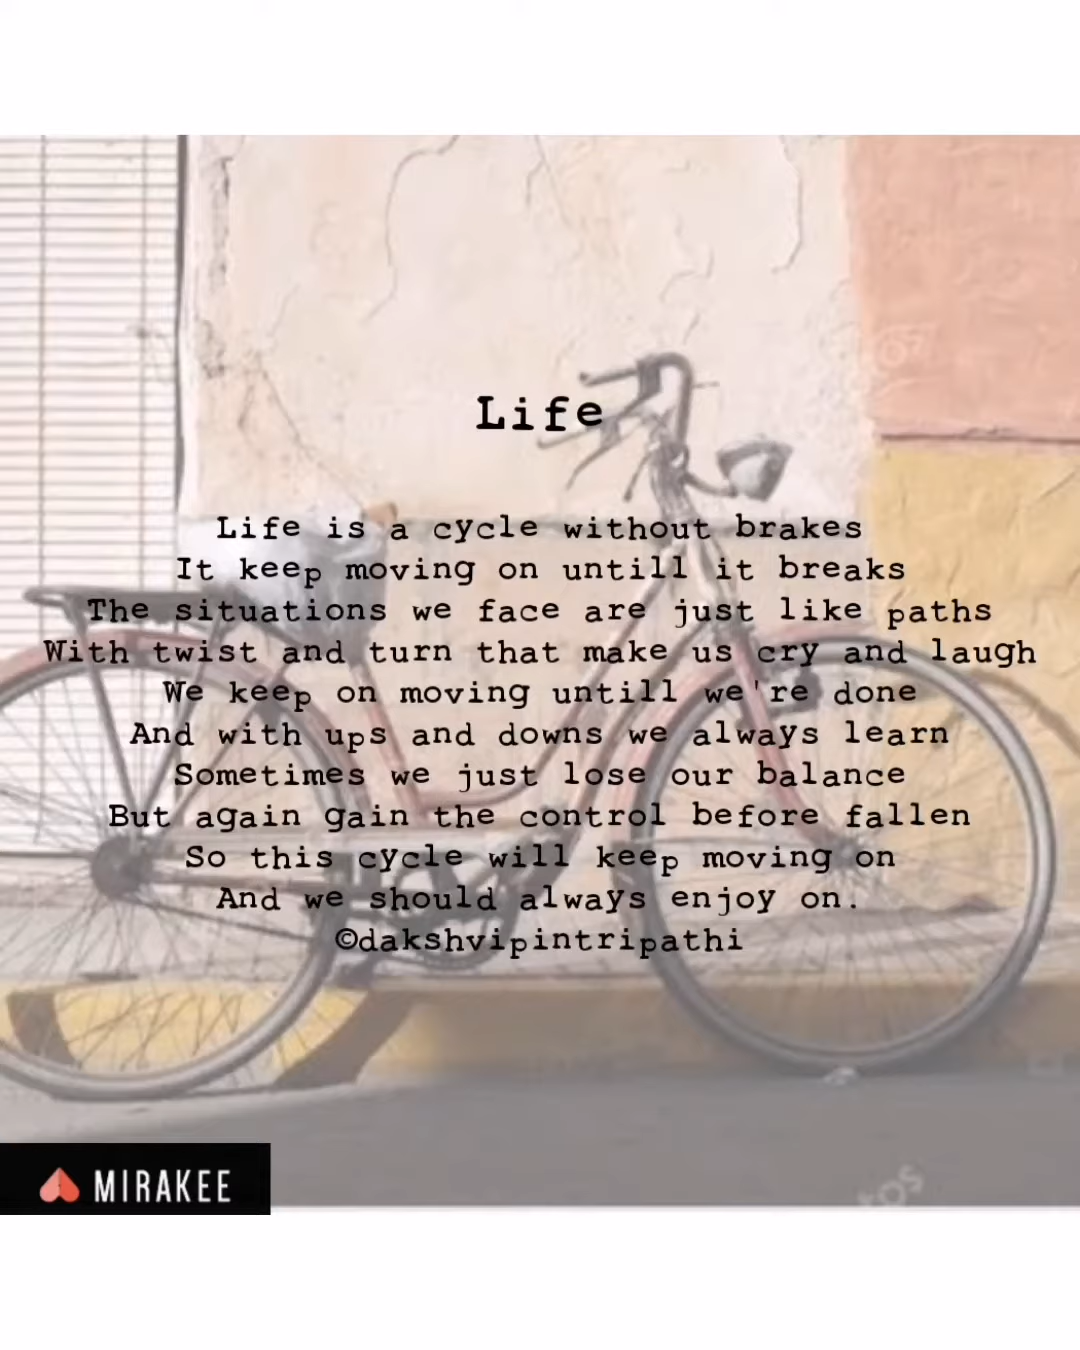 Life
Life is a cycle without brakes
It keep moving on untill it breaks
The situations we face are just like paths
With twist and turn that make us cry and laugh
We keep on moving untill we're done
And with ups and downs we always learn
Sometimes we just lose our balance
But again gain the control before fallen
So this cycle will keep moving on
And we should always enjoy on.
©dakshvipintripathi
MIRAKEE